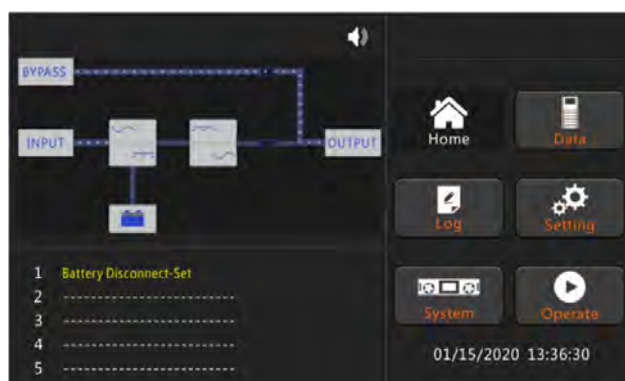 BYPASS
INPUT
OUTPUT
1 Battery Disconnect-Set
2 ------------------------
3 ------------------------
4 ------------------------
5 ------------------------
Home
Data
Log
Setting
System
Operate
01/15/2020 13:36:30